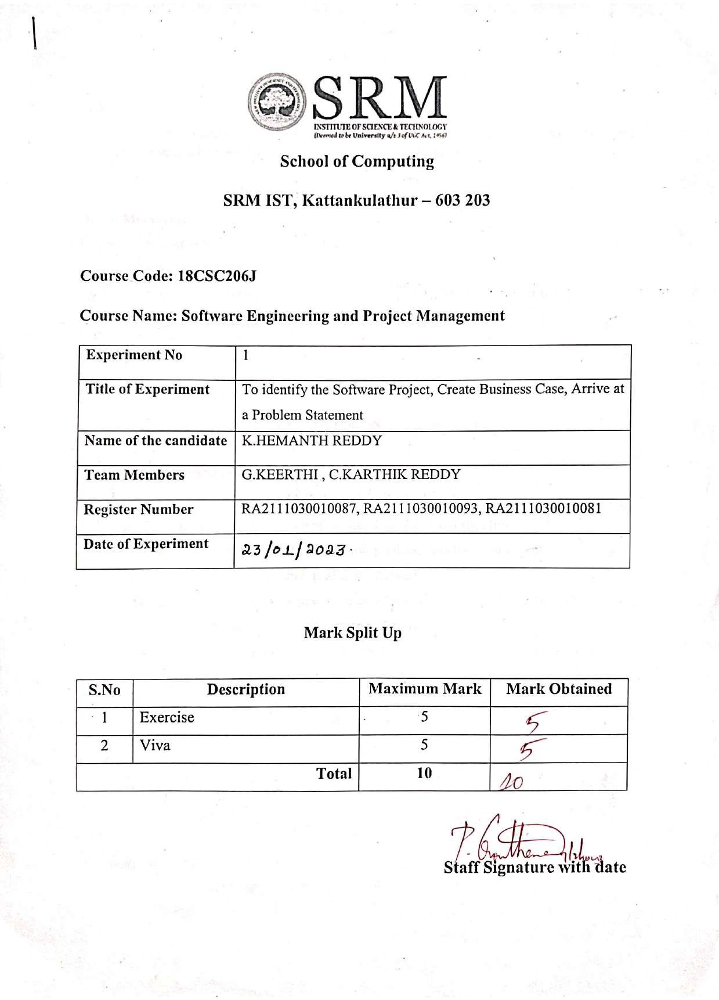 SRM
INSTITUTE OF SCIENCE & TECHNOLOGY
(Deemed to be University u/s 3 of UGC Act, 1956)
School of Computing
SRM IST, Kattankulathur – 603 203
Course Code: 18CSC206J
Course Name: Software Engineering and Project Management
Experiment No 1
Title of Experiment To identify the Software Project, Create Business Case, Arrive at
a Problem Statement
Name of the candidate K.HEMANTH REDDY
Team Members G.KEERTHI , C.KARTHIK REDDY
Register Number RA2111030010087, RA2111030010093, RA2111030010081
Date of Experiment 23/01/2023.
Mark Split Up
S.No Description Maximum Mark Mark Obtained
1 Exercise 5 5
2 Viva 5 5
Total 10 10
Staff Signature with date